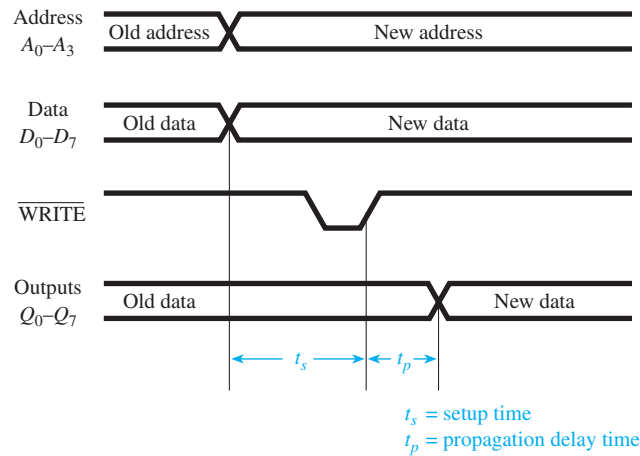 Address
A₀–A₃
Old address
New address
Data
D₀–D₇
Old data
New data
WRITE
Outputs
Q₀–Q₇
Old data
New data
tₛ
tₚ
tₛ = setup time
tₚ = propagation delay time